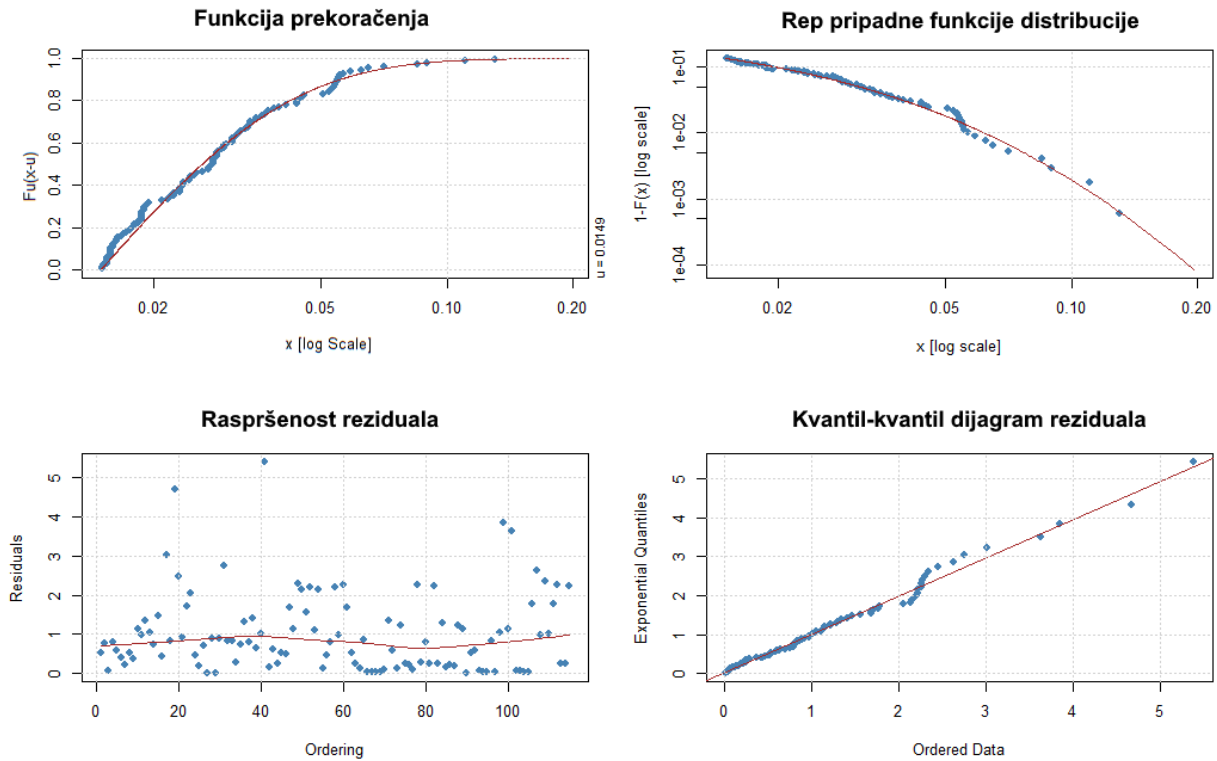 Funkcija prekoračenja
Fu(x-u)
0.0 0.2 0.4 0.6 0.8 1.0
0.02 0.05 0.10 0.20
x [log Scale]
u = 0.0149
Rep pripadne funkcije distribucije
1-F(x) [log scale]
1e-04 1e-03 1e-02 1e-01
0.02 0.05 0.10 0.20
x [log scale]
Raspršenost reziduala
Residuals
0 1 2 3 4 5
0 20 40 60 80 100
Ordering
Kvantil-kvantil dijagram reziduala
Exponential Quantiles
0 1 2 3 4 5
0 1 2 3 4 5
Ordered Data